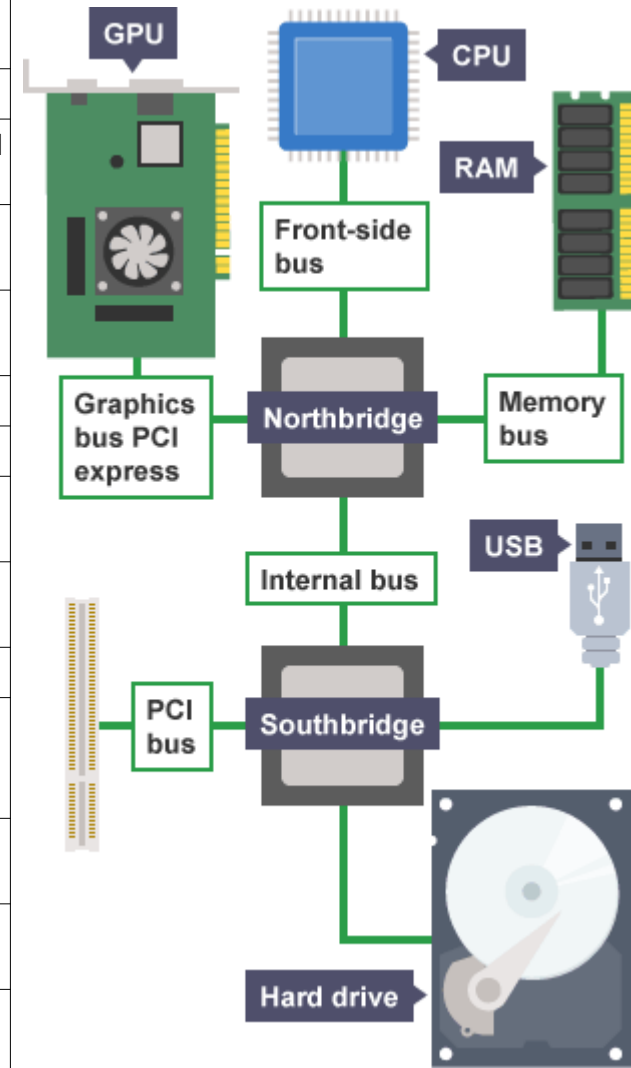 GPU
CPU
RAM
Front-side
bus
Graphics
bus PCI
express
Northbridge
Memory
bus
USB
Internal bus
PCI
bus
Southbridge
Hard drive